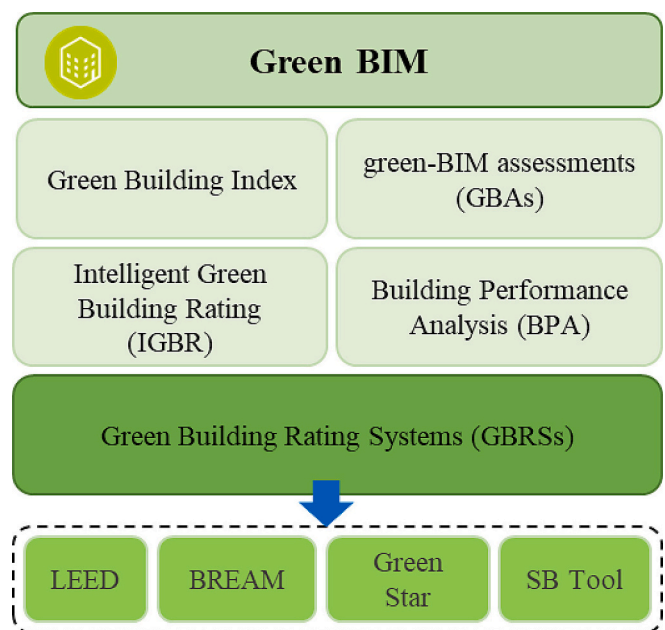 Green BIM
Green Building Index
green-BIM assessments
(GBAs)
Intelligent Green
Building Rating
(IGBR)
Building Performance
Analysis (BPA)
Green Building Rating Systems (GBRSs)
LEED
BREAM
Green
Star
SB Tool